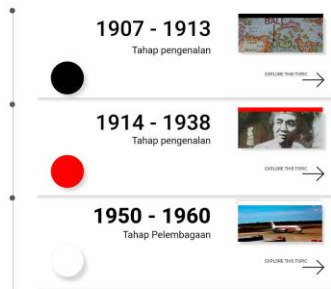 1907 - 1913
Tahap pengenalan
BALI
EXPLORE THIS TOPIC
1914 - 1938
Tahap pengenalan
EXPLORE THIS TOPIC
1950 - 1960
Tahap Pelembagaan
EXPLORE THIS TOPIC